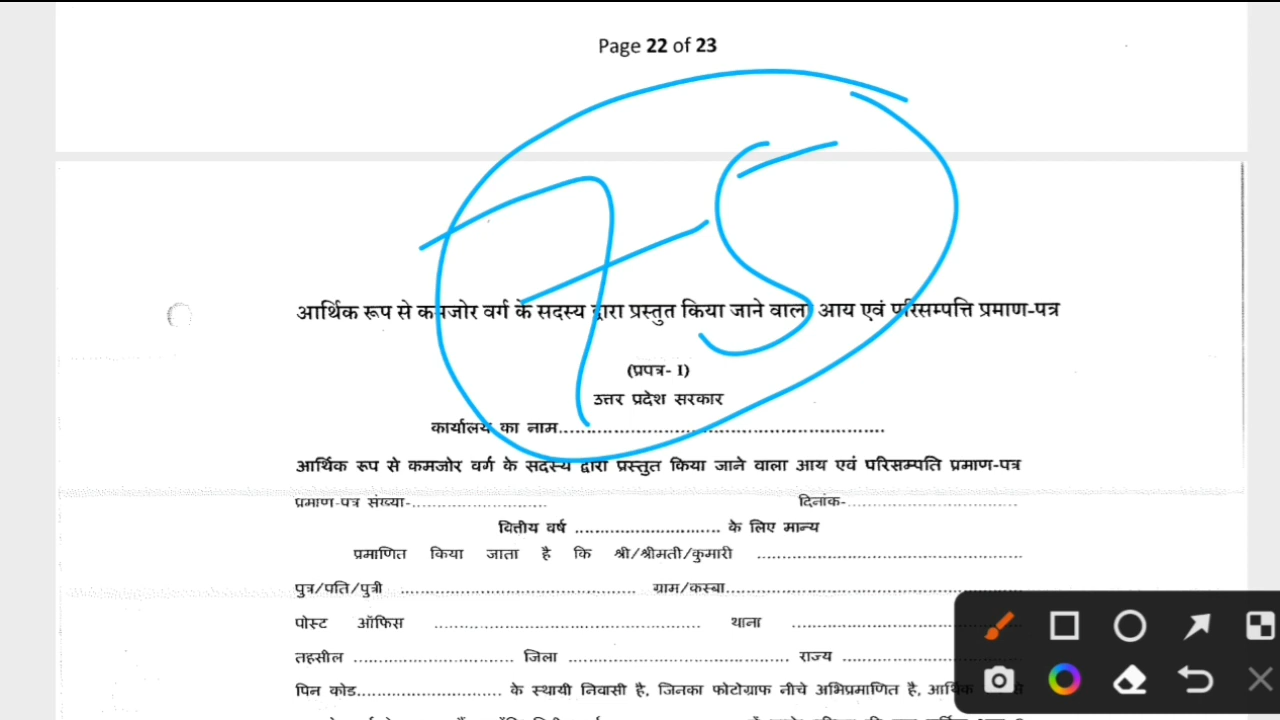 Page 22 of 23
75
आर्थिक रूप से कमजोर वर्ग के सदस्य द्वारा प्रस्तुत किया जाने वाला आय एवं परिसम्पत्ति प्रमाण-पत्र
(प्रपत्र- I)
उत्तर प्रदेश सरकार
कार्यालय का नाम....................................................
आर्थिक रूप से कमजोर वर्ग के सदस्य द्वारा प्रस्तुत किया जाने वाला आय एवं परिसम्पति प्रमाण-पत्र
प्रमाण-पत्र संख्या-.......................... दिनांक-................................
वित्तीय वर्ष ............................ के लिए मान्य
प्रमाणित किया जाता है कि श्री/श्रीमती/कुमारी ..................................................
पुत्र/पति/पुत्री ............................................. ग्राम/कस्बा..........................................................
पोस्ट ऑफिस .................................................... थाना .............................................
तहसील ............................... जिला .......................................... राज्य ..........................
पिन कोड............................ के स्थायी निवासी है, जिनका फोटोग्राफ नीचे अभिप्रमाणित है, आर्थिक